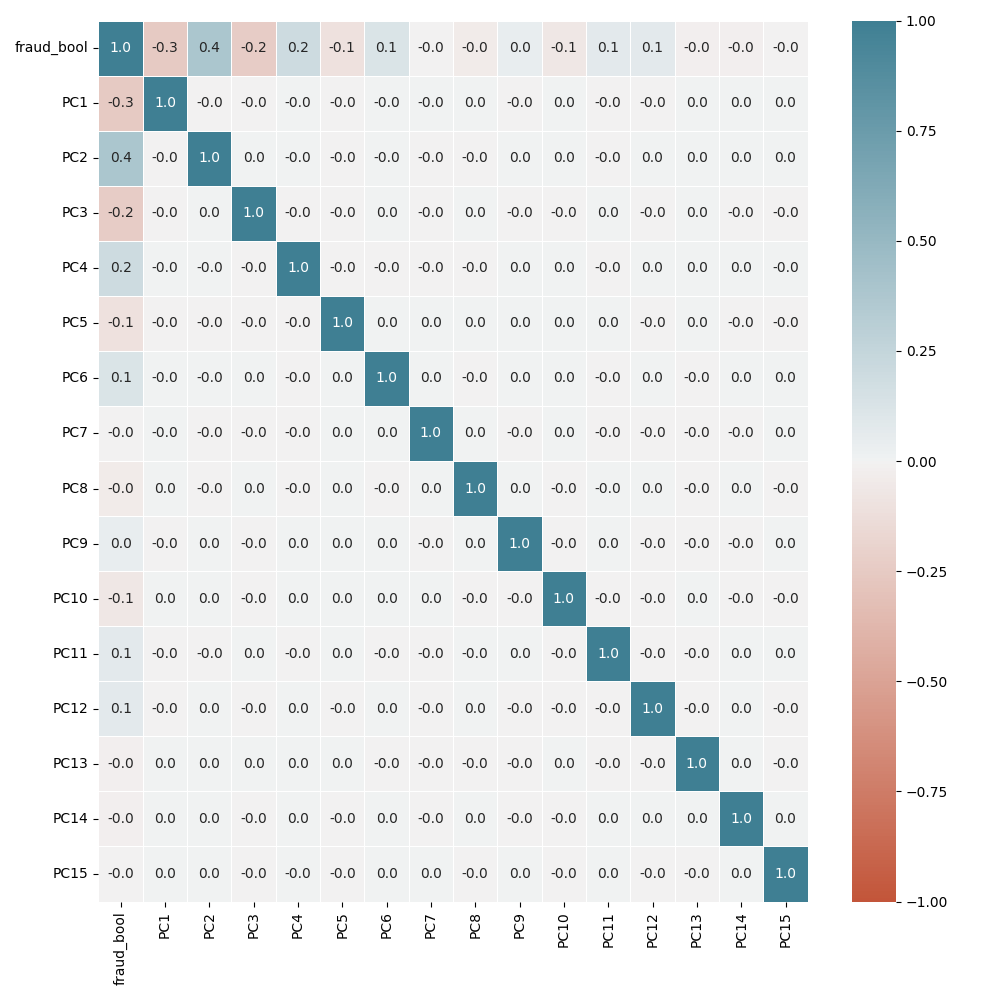 fraud_bool 1.0 -0.3 0.4 -0.2 0.2 -0.1 0.1 -0.0 -0.0 0.0 -0.1 0.1 0.1 -0.0 -0.0 -0.0
PC1 -0.3 1.0 -0.0 -0.0 -0.0 -0.0 -0.0 -0.0 0.0 -0.0 0.0 -0.0 -0.0 0.0 0.0 0.0
PC2 0.4 -0.0 1.0 0.0 -0.0 -0.0 -0.0 -0.0 -0.0 0.0 0.0 -0.0 0.0 0.0 0.0 0.0
PC3 -0.2 -0.0 0.0 1.0 -0.0 -0.0 0.0 -0.0 0.0 -0.0 -0.0 0.0 -0.0 0.0 -0.0 -0.0
PC4 0.2 -0.0 -0.0 -0.0 1.0 -0.0 -0.0 -0.0 -0.0 0.0 0.0 -0.0 0.0 0.0 0.0 -0.0
PC5 -0.1 -0.0 -0.0 -0.0 -0.0 1.0 0.0 0.0 0.0 0.0 0.0 0.0 -0.0 0.0 -0.0 -0.0
PC6 0.1 -0.0 -0.0 0.0 -0.0 0.0 1.0 0.0 -0.0 0.0 0.0 0.0 0.0 -0.0 0.0 0.0
PC7 -0.0 -0.0 -0.0 -0.0 -0.0 0.0 0.0 1.0 0.0 -0.0 0.0 -0.0 -0.0 -0.0 -0.0 0.0
PC8 -0.0 0.0 -0.0 0.0 -0.0 0.0 -0.0 0.0 1.0 0.0 -0.0 -0.0 0.0 -0.0 0.0 -0.0
PC9 0.0 -0.0 0.0 -0.0 0.0 0.0 0.0 -0.0 0.0 1.0 -0.0 0.0 -0.0 -0.0 -0.0 0.0
PC10 -0.1 0.0 0.0 -0.0 0.0 0.0 0.0 0.0 -0.0 -0.0 1.0 -0.0 -0.0 0.0 -0.0 -0.0
PC11 0.1 -0.0 -0.0 0.0 -0.0 0.0 0.0 -0.0 -0.0 0.0 -0.0 1.0 -0.0 -0.0 0.0 0.0
PC12 0.1 -0.0 0.0 -0.0 0.0 -0.0 0.0 -0.0 0.0 -0.0 -0.0 -0.0 1.0 -0.0 0.0 -0.0
PC13 -0.0 0.0 0.0 0.0 0.0 0.0 -0.0 -0.0 -0.0 -0.0 0.0 -0.0 -0.0 1.0 0.0 -0.0
PC14 -0.0 0.0 0.0 -0.0 0.0 -0.0 0.0 -0.0 0.0 -0.0 -0.0 0.0 0.0 0.0 1.0 0.0
PC15 -0.0 0.0 0.0 -0.0 -0.0 -0.0 0.0 0.0 -0.0 0.0 -0.0 0.0 -0.0 -0.0 0.0 1.0
fraud_bool PC1 PC2 PC3 PC4 PC5 PC6 PC7 PC8 PC9 PC10 PC11 PC12 PC13 PC14 PC15
1.00
0.75
0.50
0.25
0.00
−0.25
−0.50
−0.75
−1.00